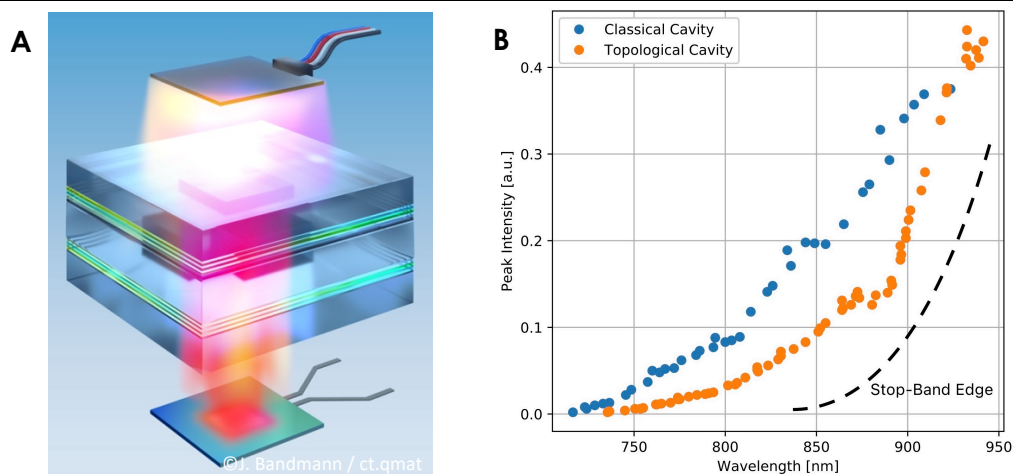 A
©J. Bandmann / ct.qmat
B
Classical Cavity
Topological Cavity
Peak Intensity [a.u.]
0.4
0.3
0.2
0.1
0.0
Stop-Band Edge
750
800
850
900
950
Wavelength [nm]